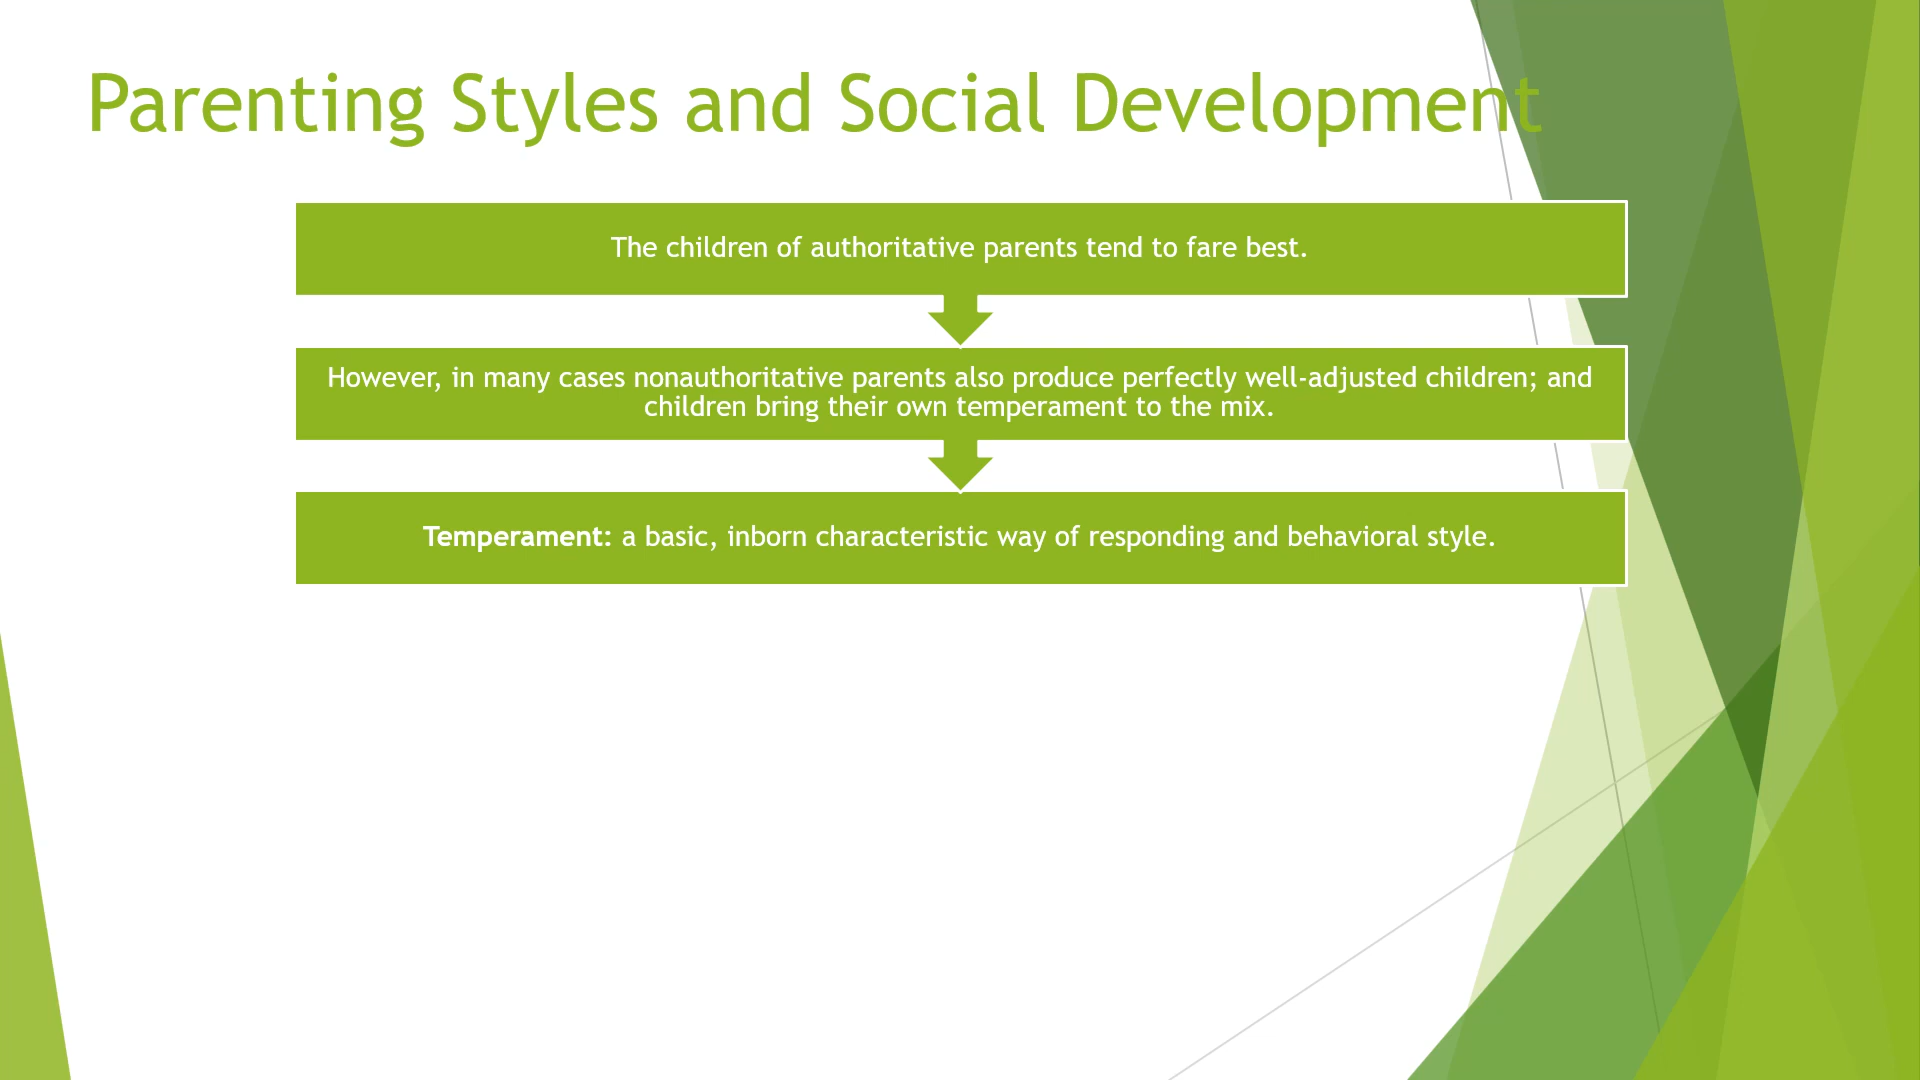 Parenting Styles and Social Development
The children of authoritative parents tend to fare best.
However, in many cases nonauthoritative parents also produce perfectly well-adjusted children; and
children bring their own temperament to the mix.
Temperament: a basic, inborn characteristic way of responding and behavioral style.